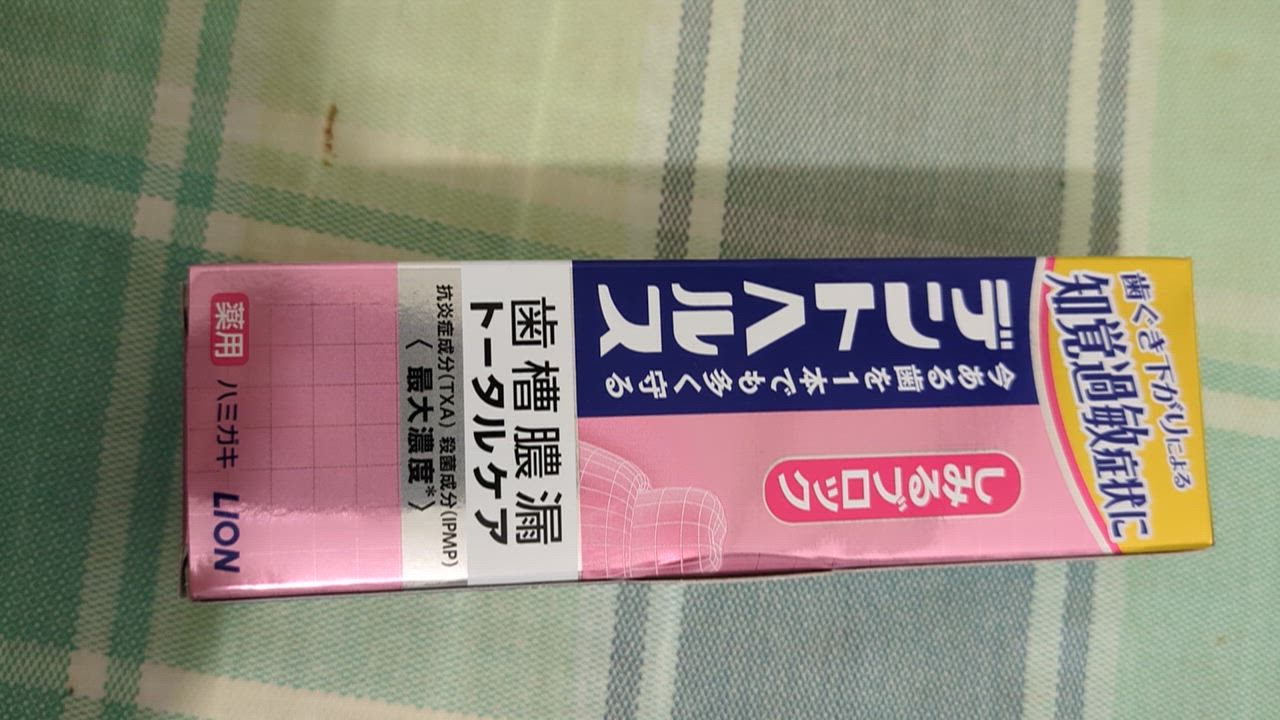 歯ぐき下がりによる
知覚過敏症状に
デントヘルス
今ある歯を1本でも多く守る
しみるブロック
歯槽膿漏
トータルケア
抗炎症成分(TXA) 殺菌成分(IPMP)
〈最大濃度*〉
薬用 ハミガキ LION